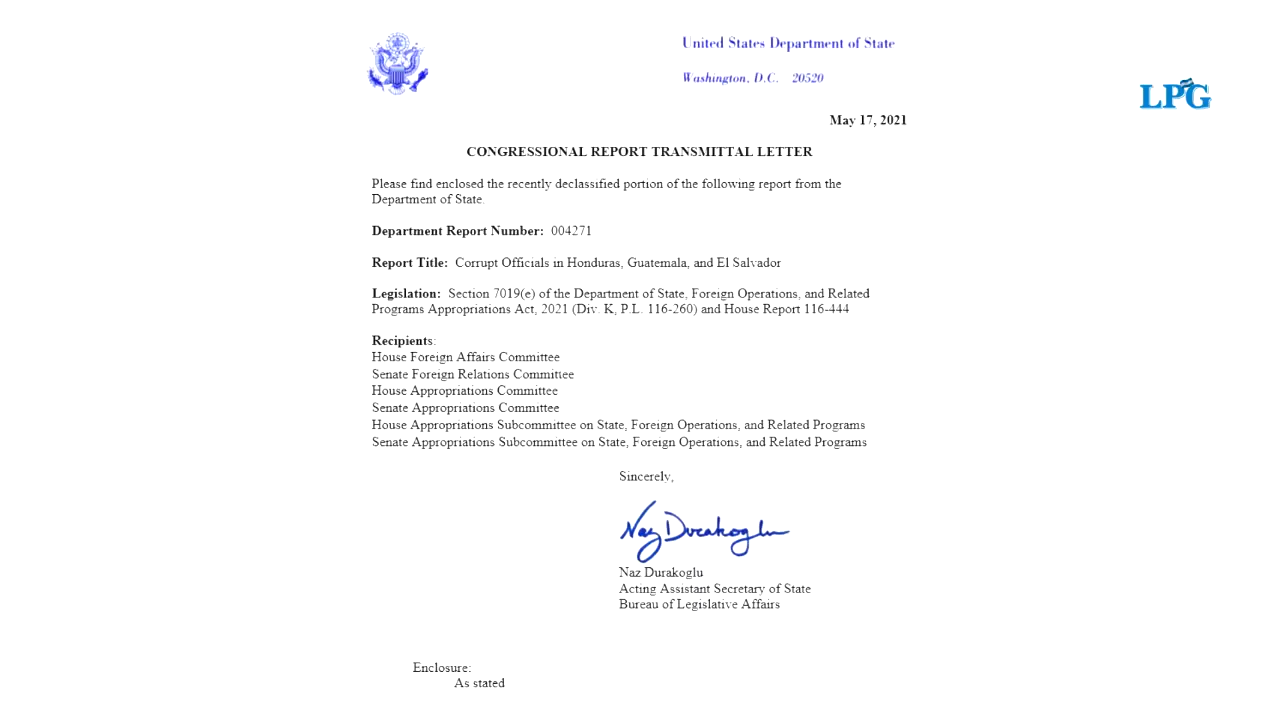 United States Department of State
Washington, D.C. 20520
LPG
May 17, 2021
CONGRESSIONAL REPORT TRANSMITTAL LETTER
Please find enclosed the recently declassified portion of the following report from the
Department of State.
Department Report Number: 004271
Report Title: Corrupt Officials in Honduras, Guatemala, and El Salvador
Legislation: Section 7019(e) of the Department of State, Foreign Operations, and Related
Programs Appropriations Act, 2021 (Div. K, P.L. 116-260) and House Report 116-444
Recipients:
House Foreign Affairs Committee
Senate Foreign Relations Committee
House Appropriations Committee
Senate Appropriations Committee
House Appropriations Subcommittee on State, Foreign Operations, and Related Programs
Senate Appropriations Subcommittee on State, Foreign Operations, and Related Programs
Sincerely,
Naz Durakoglu
Naz Durakoglu
Acting Assistant Secretary of State
Bureau of Legislative Affairs
Enclosure:
As stated